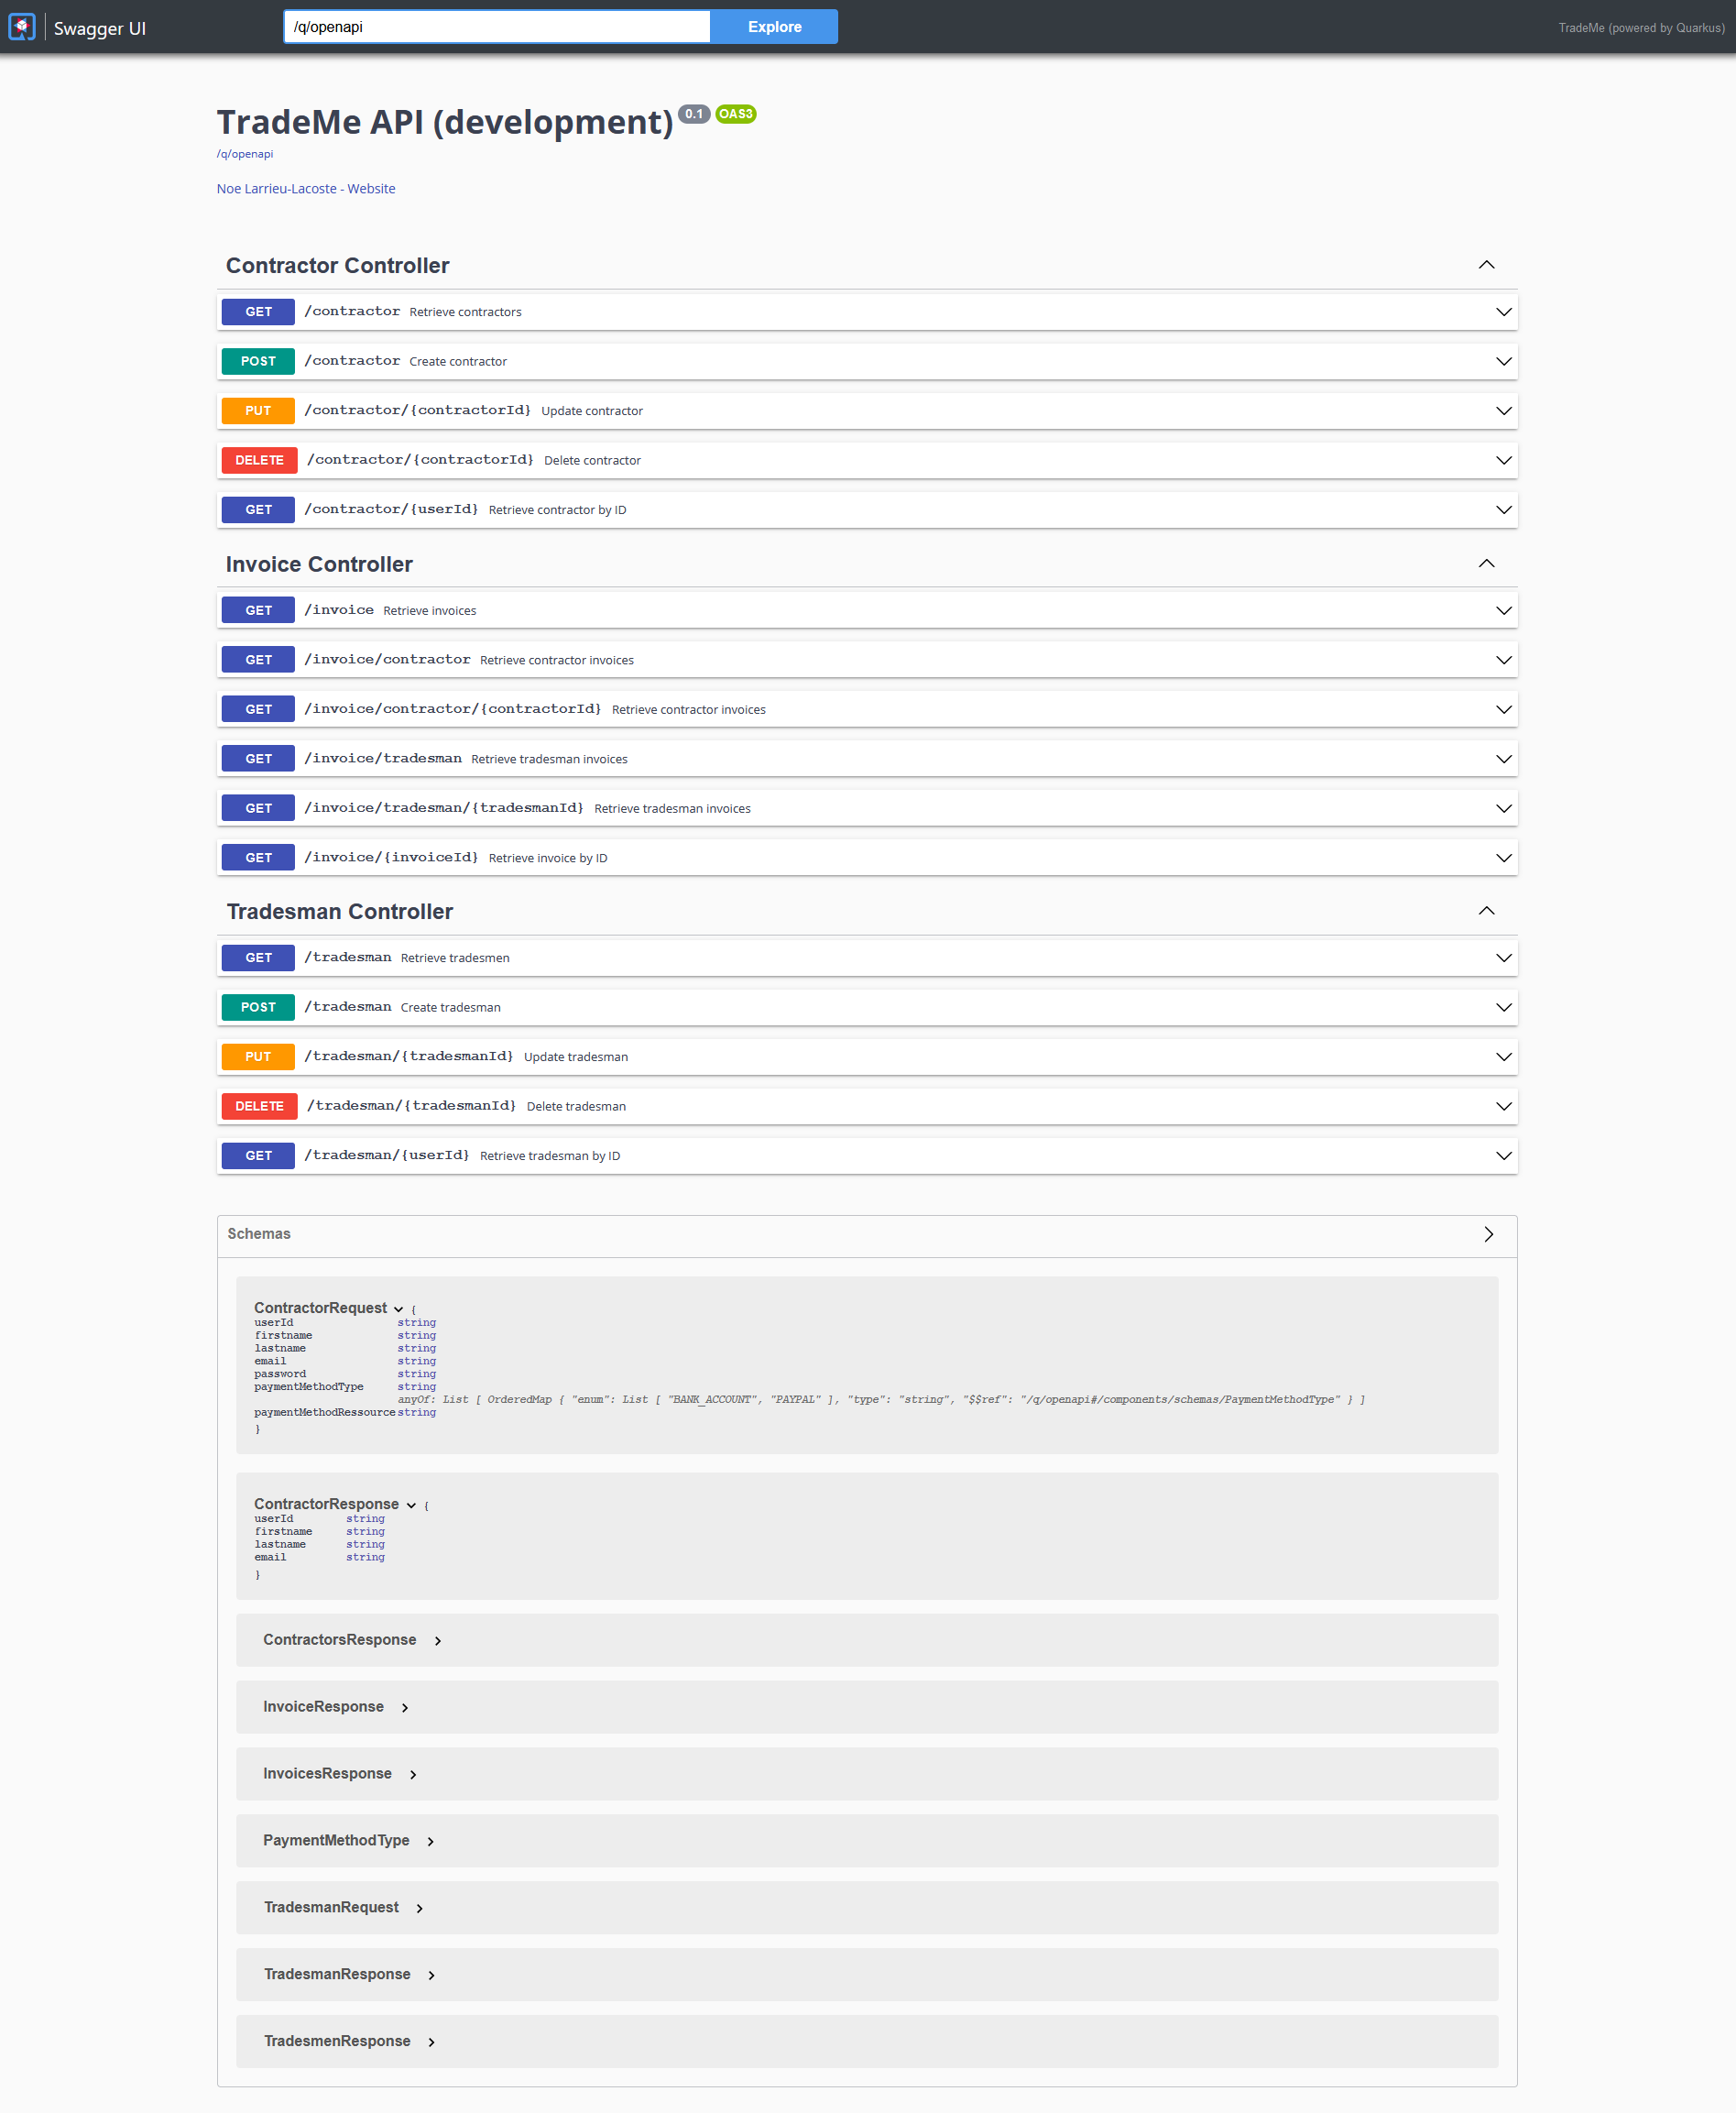 Swagger UI
/q/openapi
Explore
TradeMe (powered by Quarkus)
TradeMe API (development) 0.1 OAS3
/q/openapi
Noe Larrieu-Lacoste - Website
Contractor Controller
GET /contractor Retrieve contractors
POST /contractor Create contractor
PUT /contractor/{contractorId} Update contractor
DELETE /contractor/{contractorId} Delete contractor
GET /contractor/{userId} Retrieve contractor by ID
Invoice Controller
GET /invoice Retrieve invoices
GET /invoice/contractor Retrieve contractor invoices
GET /invoice/contractor/{contractorId} Retrieve contractor invoices
GET /invoice/tradesman Retrieve tradesman invoices
GET /invoice/tradesman/{tradesmanId} Retrieve tradesman invoices
GET /invoice/{invoiceId} Retrieve invoice by ID
Tradesman Controller
GET /tradesman Retrieve tradesmen
POST /tradesman Create tradesman
PUT /tradesman/{tradesmanId} Update tradesman
DELETE /tradesman/{tradesmanId} Delete tradesman
GET /tradesman/{userId} Retrieve tradesman by ID
Schemas
ContractorRequest {
userId string
firstname string
lastname string
email string
password string
paymentMethodType string
anyOf: List [ OrderedMap { "enum": List [ "BANK_ACCOUNT", "PAYPAL" ], "type": "string", "$$ref": "/q/openapi#/components/schemas/PaymentMethodType" } ]
paymentMethodRessource string
}
ContractorResponse {
userId string
firstname string
lastname string
email string
}
ContractorsResponse
InvoiceResponse
InvoicesResponse
PaymentMethodType
TradesmanRequest
TradesmanResponse
TradesmenResponse